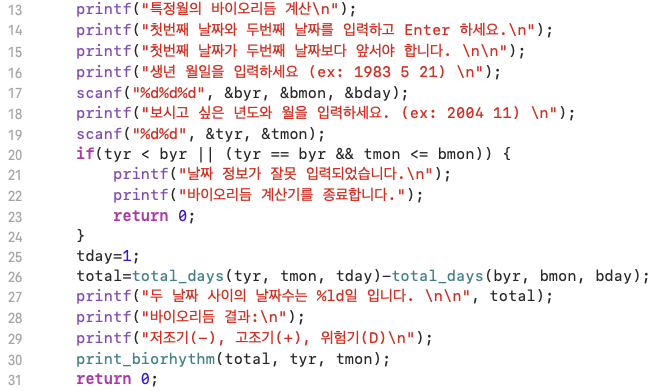 13 printf("특정월의 바이오리듬 계산\n");
14 printf("첫번째 날짜와 두번째 날짜를 입력하고 Enter 하세요.\n");
15 printf("첫번째 날짜가 두번째 날짜보다 앞서야 합니다. \n\n");
16 printf("생년 월일을 입력하세요 (ex: 1983 5 21) \n");
17 scanf("%d%d%d", &byr, &bmon, &bday);
18 printf("보시고 싶은 년도와 월을 입력하세요. (ex: 2004 11) \n");
19 scanf("%d%d", &tyr, &tmon);
20 if(tyr < byr || (tyr == byr && tmon <= bmon)) {
21 printf("날짜 정보가 잘못 입력되었습니다.\n");
22 printf("바이오리듬 계산기를 종료합니다.");
23 return 0;
24 }
25 tday=1;
26 total=total_days(tyr, tmon, tday)-total_days(byr, bmon, bday);
27 printf("두 날짜 사이의 날짜수는 %ld일 입니다. \n\n", total);
28 printf("바이오리듬 결과:\n");
29 printf("저조기(-), 고조기(+), 위험기(D)\n");
30 print_biorhythm(total, tyr, tmon);
31 return 0;